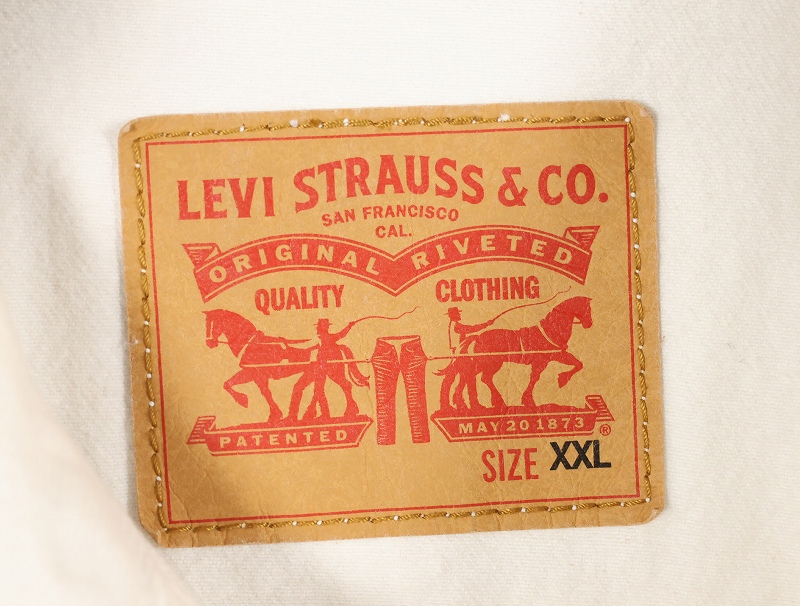 LEVI STRAUSS & CO.
SAN FRANCISCO
CAL.
ORIGINAL RIVETED
QUALITY CLOTHING
PATENTED MAY 20 1873 ®
SIZE XXL